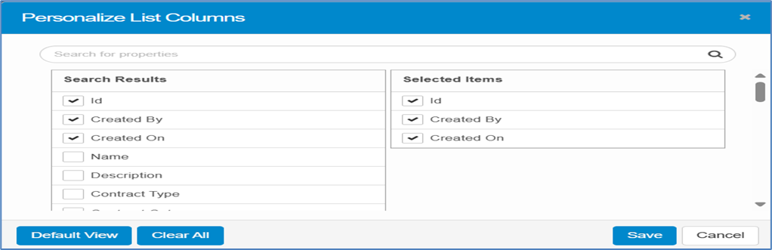 Personalize List Columns
Search for properties
Search Results
Id
Created By
Created On
Name
Description
Contract Type
Selected Items
Id
Created By
Created On
Default View
Clear All
Save
Cancel